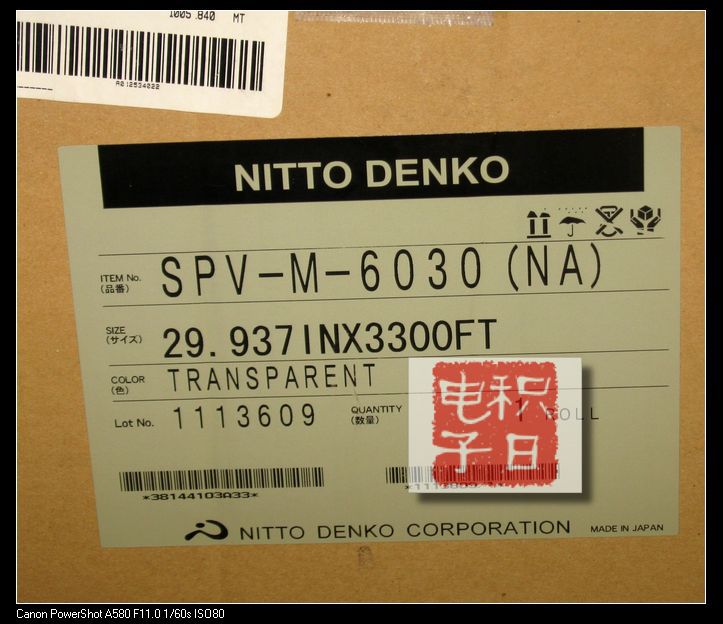 1005.840 MT
A012534022
NITTO DENKO
ITEM No.
(品番)
SPV-M-6030(NA)
SIZE
(サイズ)
29.937INX3300FT
COLOR
(色)
TRANSPARENT
Lot No.
1113609
QUANTITY
(数量)
1 ROLL
电子
积日
*38144103A33*
NITTO DENKO CORPORATION
MADE IN JAPAN
Canon PowerShot A580 F11.0 1/60s ISO80